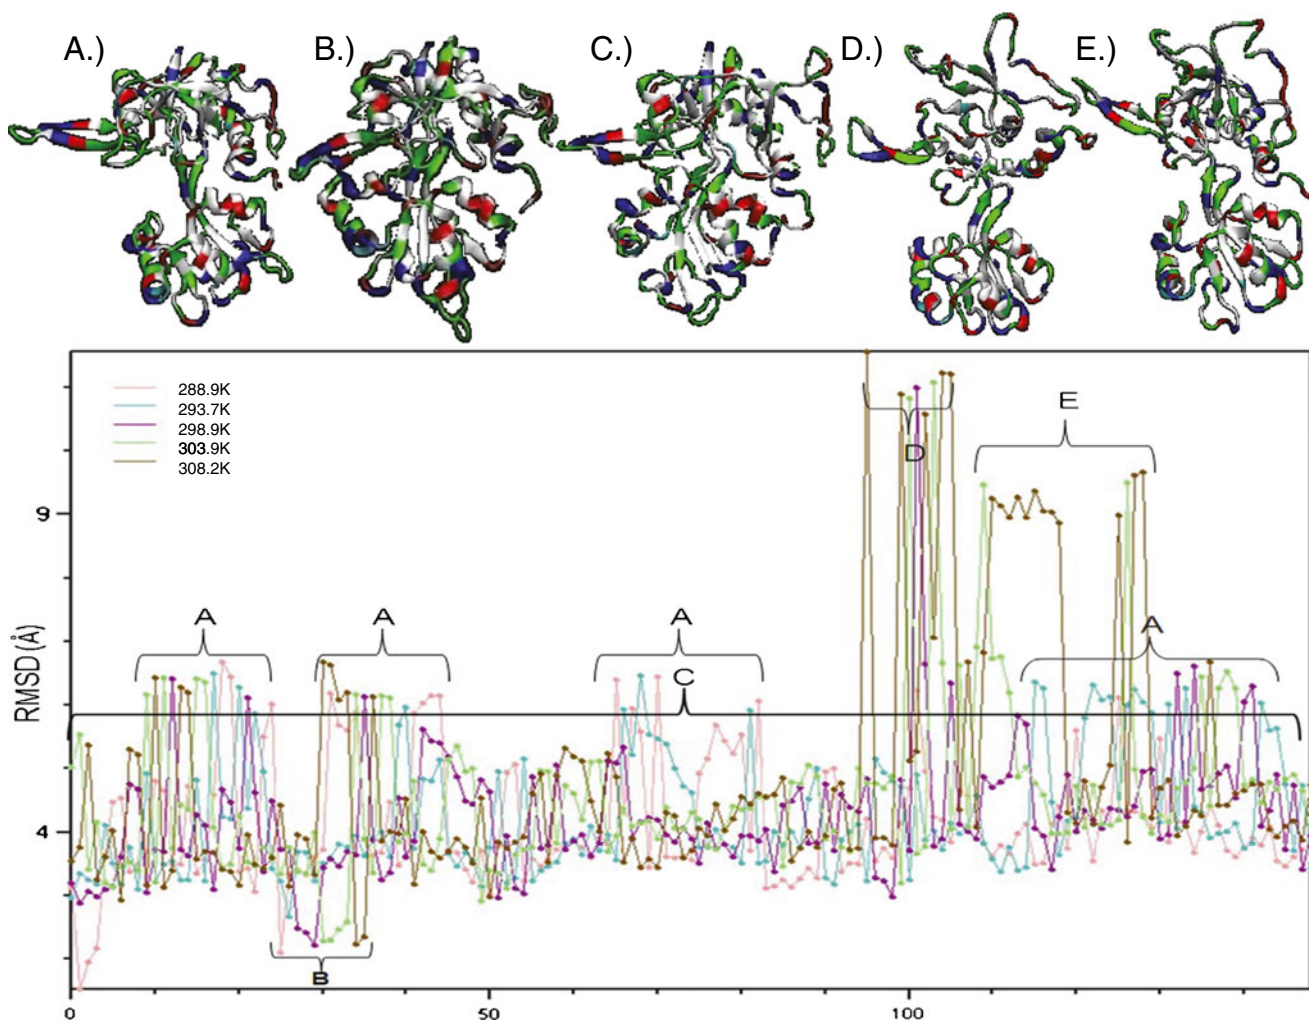 A.) B.) C.) D.) E.)
288.9K
293.7K
298.9K
303.9K
308.2K
E
D
9
A A A A
C
RMSD (Å)
4
B
0 50 100